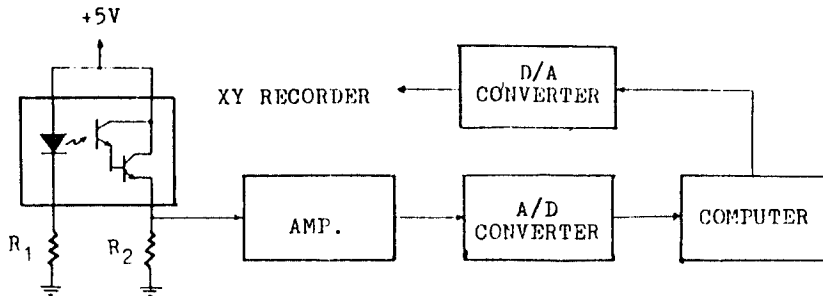 +5V
XY RECORDER
D/A
CONVERTER
R1
R2
AMP.
A/D
CONVERTER
COMPUTER